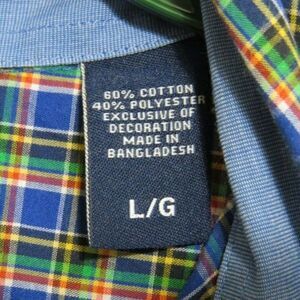 60% COTTON
40% POLYESTER
EXCLUSIVE OF
DECORATION
MADE IN
BANGLADESH
L/G